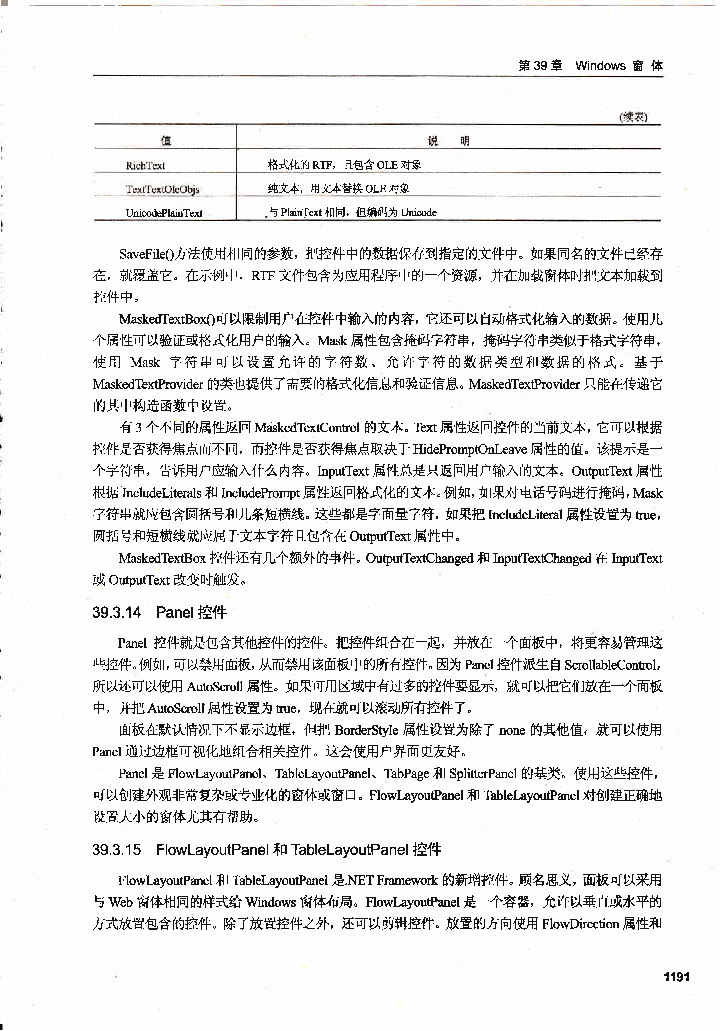 第39章 Windows 窗 体
(续表)
值 说 明
RichText 格式化的 RTF，且包含 OLE 对象
TextTextOleObjs 纯文本，用文本替换 OLE 对象
UnicodePlainText 与 PlainText 相同，但编码为 Unicode
SaveFile()方法使用相同的参数，把控件中的数据保存到指定的文件中。如果同名的文件已经存
在，就覆盖它。在示例中，RTF 文件包含为应用程序中的一个资源，并在加载窗体时把文本加载到
控件中。
MaskedTextBox()可以限制用户在控件中输入的内容，它还可以自动格式化输入的数据。使用几
个属性可以验证或格式化用户的输入。Mask 属性包含掩码字符串，掩码字符串类似于格式字符串，
使用 Mask 字符串可以设置允许的字符数、允许字符的数据类型和数据的格式。基于
MaskedTextProvider 的类也提供了需要的格式化信息和验证信息。MaskedTextProvider 只能在传递它
的其中构造函数中设置。
有 3 个不同的属性返回 MaskedTextControl 的文本。Text 属性返回控件的当前文本，它可以根据
控件是否获得焦点而不同，而控件是否获得焦点取决于 HidePromptOnLeave 属性的值。该提示是一
个字符串，告诉用户应输入什么内容。InputText 属性总是只返回用户输入的文本。OutputText 属性
根据 IncludeLiterals 和 IncludePrompt 属性返回格式化的文本。例如，如果对电话号码进行掩码，Mask
字符串就应包含圆括号和几条短横线。这些都是字面量字符，如果把 IncludeLiteral 属性设置为 true，
圆括号和短横线就应属于文本字符且包含在 OutputText 属性中。
MaskedTextBox 控件还有几个额外的事件。OutputTextChanged 和 InputTextChanged 在 InputText
或 OutputText 改变时触发。
39.3.14 Panel 控件
Panel 控件就是包含其他控件的控件。把控件组合在一起，并放在一个面板中，将更容易管理这
些控件。例如，可以禁用面板，从而禁用该面板中的所有控件。因为 Panel 控件派生自 ScrollableControl，
所以还可以使用 AutoScroll 属性。如果可用区域中有过多的控件要显示，就可以把它们放在一个面板
中，并把 AutoScroll 属性设置为 true，现在就可以滚动所有控件了。
面板在默认情况下不显示边框，但把 BorderStyle 属性设置为除了 none 的其他值，就可以使用
Panel 通过边框可视化地组合相关控件。这会使用户界面更友好。
Panel 是 FlowLayoutPanel、TableLayoutPanel、TabPage 和 SplitterPanel 的基类。使用这些控件，
可以创建外观非常复杂或专业化的窗体或窗口。FlowLayoutPanel 和 TableLayoutPanel 对创建正确地
设置大小的窗体尤其有帮助。
39.3.15 FlowLayoutPanel 和 TableLayoutPanel 控件
FlowLayoutPanel 和 TableLayoutPanel 是.NET Framework 的新增控件。顾名思义，面板可以采用
与 Web 窗体相同的样式给 Windows 窗体布局。FlowLayoutPanel 是一个容器，允许以垂直或水平的
方式放置包含的控件。除了放置控件之外，还可以剪辑控件。放置的方向使用 FlowDirection 属性和
1191